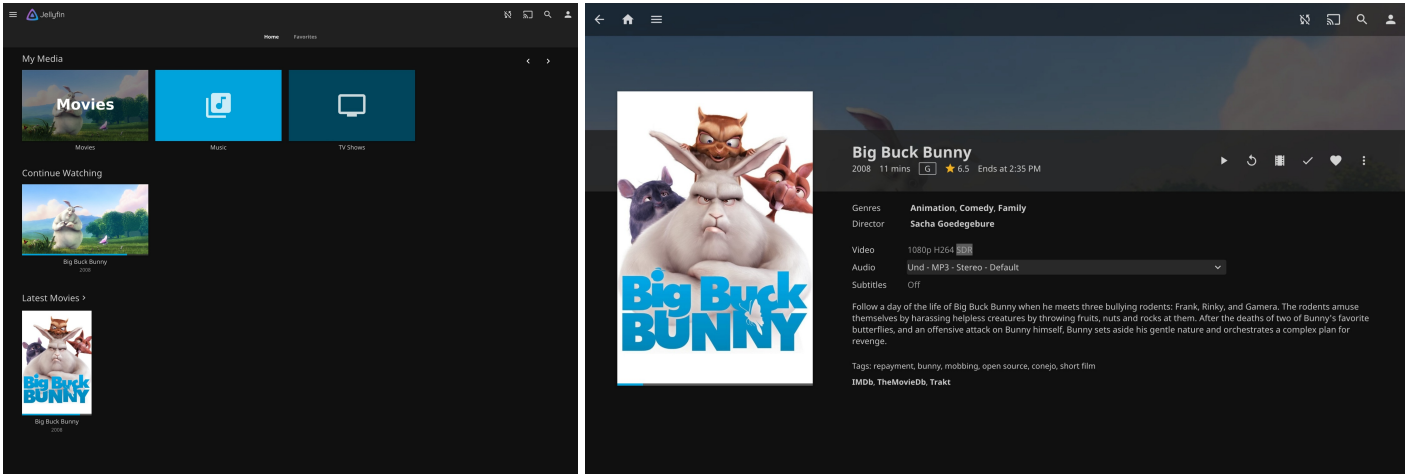 Jellyfin
Home Favorites
My Media
Movies
Movies Music TV Shows
Continue Watching
Big Buck Bunny
2008
Latest Movies
Big Buck
BUNNY
Big Buck Bunny
2008
Big Buck
BUNNY
Big Buck Bunny
2008 11 mins G 6.5 Ends at 2:35 PM
Genres Animation, Comedy, Family
Director Sacha Goedegebure
Video 1080p H264 SDR
Audio Und - MP3 - Stereo - Default
Subtitles Off
Follow a day of the life of Big Buck Bunny when he meets three bullying rodents: Frank, Rinky, and Gamera. The rodents amuse
themselves by harassing helpless creatures by throwing fruits, nuts and rocks at them. After the deaths of two of Bunny's favorite
butterflies, and an offensive attack on Bunny himself, Bunny sets aside his gentle nature and orchestrates a complex plan for
revenge.
Tags: repayment, bunny, mobbing, open source, conejo, short film
IMDb, TheMovieDb, Trakt